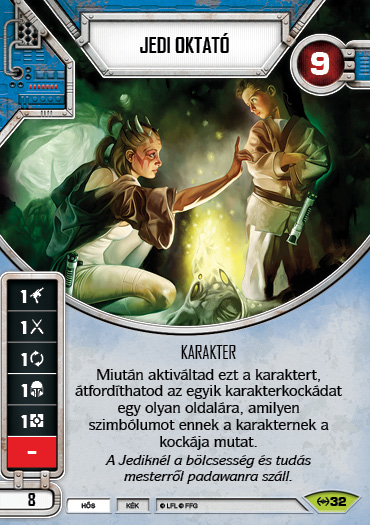 JEDI OKTATÓ
9
1
1
1
1
1
–
8
KARAKTER
Miután aktiváltad ezt a karaktert,
átfordíthatod az egyik karakterkockádat
egy olyan oldalára, amilyen
szimbólumot ennek a karakternek a
kockája mutat.
A Jediknél a bölcsesség és tudás
mesterről padawanra száll.
HŐS
KÉK
© LFL © FFG
32